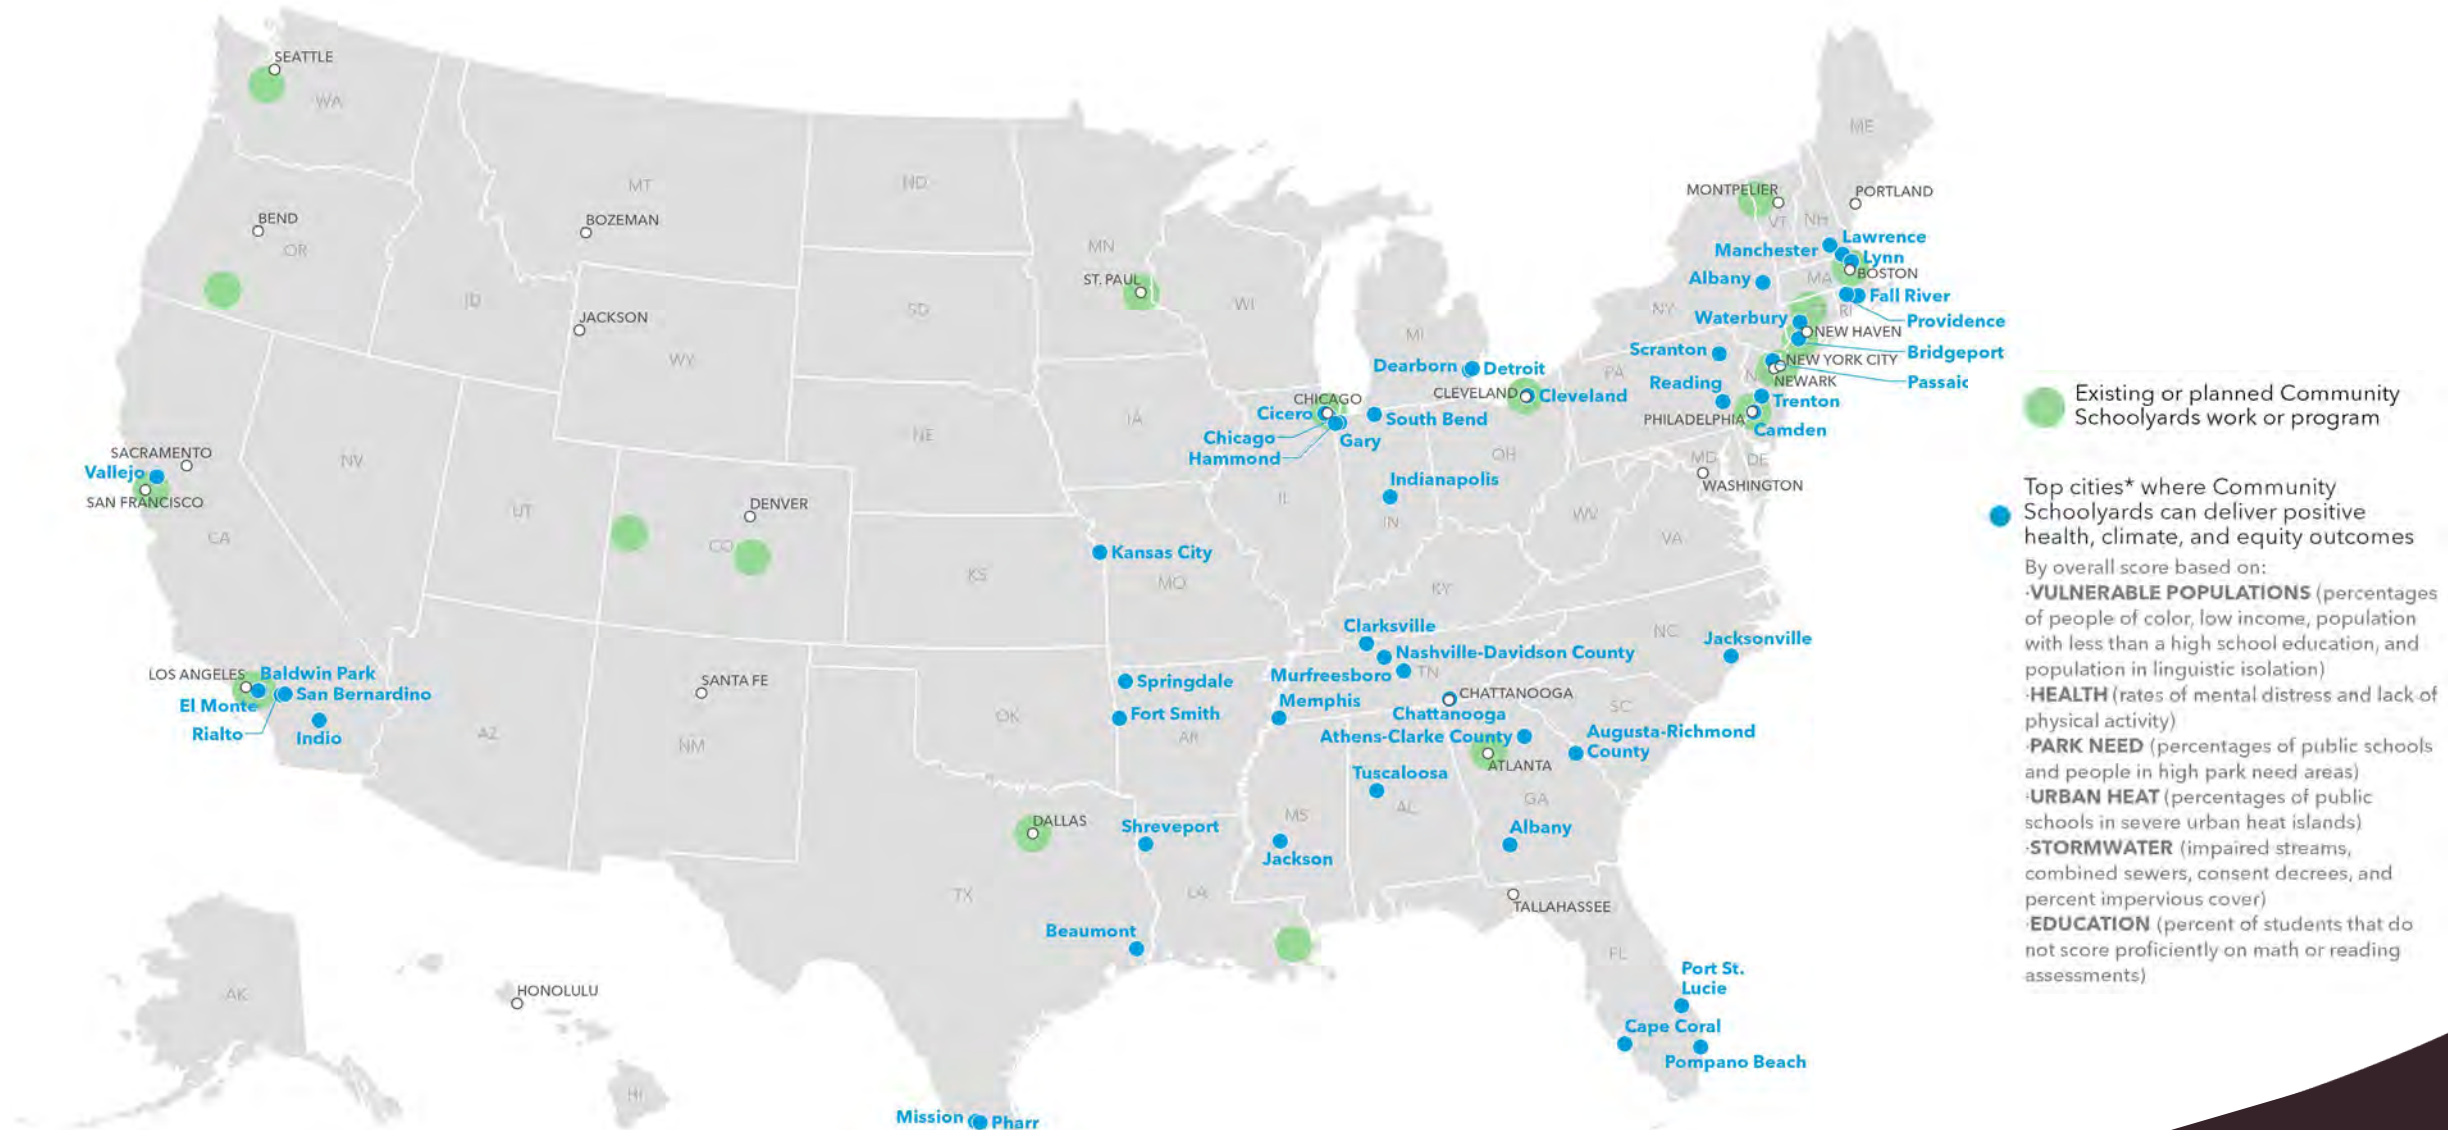 SEATTLE
WA
MT
ND
ME
BEND
OR
BOZEMAN
MN
ST. PAUL
WI
MONTPELIER
VT
NH
PORTLAND
Lawrence
Manchester
Lynn
BOSTON
MA
Albany
Fall River
ID
JACKSON
WY
SD
MI
NY
RI
Waterbury
Providence
NEW HAVEN
Bridgeport
Scranton
NEW YORK CITY
PA
Passaic
Dearborn
Detroit
Reading
NEWARK
CLEVELAND
Cleveland
Trenton
CHICAGO
Cicero
South Bend
PHILADELPHIA
Camden
Chicago
Gary
Hammond
IA
NE
OH
MD
DE
WASHINGTON
Indianapolis
IL
IN
WV
VA
SACRAMENTO
Vallejo
SAN FRANCISCO
NV
UT
CA
DENVER
CO
KS
Kansas City
MO
KY
Clarksville
Nashville-Davidson County
NC
Jacksonville
Murfreesboro
TN
Memphis
CHATTANOOGA
Chattanooga
SC
LOS ANGELES
Baldwin Park
San Bernardino
El Monte
Rialto
Indio
SANTA FE
AZ
NM
OK
Springdale
Fort Smith
AR
Athens-Clarke County
Augusta-Richmond
County
ATLANTA
Tuscaloosa
AL
GA
MS
DALLAS
Shreveport
Jackson
Albany
TX
LA
TALLAHASSEE
Beaumont
FL
Port St.
Lucie
Cape Coral
Pompano Beach
Mission
Pharr
AK
HONOLULU
HI
Existing or planned Community
Schoolyards work or program
Top cities* where Community
Schoolyards can deliver positive
health, climate, and equity outcomes
By overall score based on:
·VULNERABLE POPULATIONS (percentages
of people of color, low income, population
with less than a high school education, and
population in linguistic isolation)
·HEALTH (rates of mental distress and lack of
physical activity)
·PARK NEED (percentages of public schools
and people in high park need areas)
·URBAN HEAT (percentages of public
schools in severe urban heat islands)
·STORMWATER (impaired streams,
combined sewers, consent decrees, and
percent impervious cover)
·EDUCATION (percent of students that do
not score proficiently on math or reading
assessments)